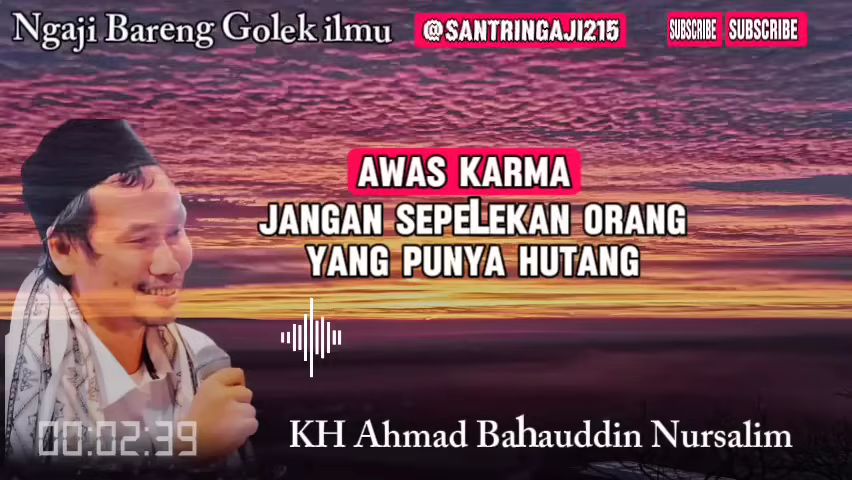 Ngaji Bareng Golek ilmu @SANTRINGAJI215 SUBSCRIBE SUBSCRIBE
AWAS KARMA
JANGAN SEPELEKAN ORANG
YANG PUNYA HUTANG
00:02:39
KH Ahmad Bahauddin Nursalim